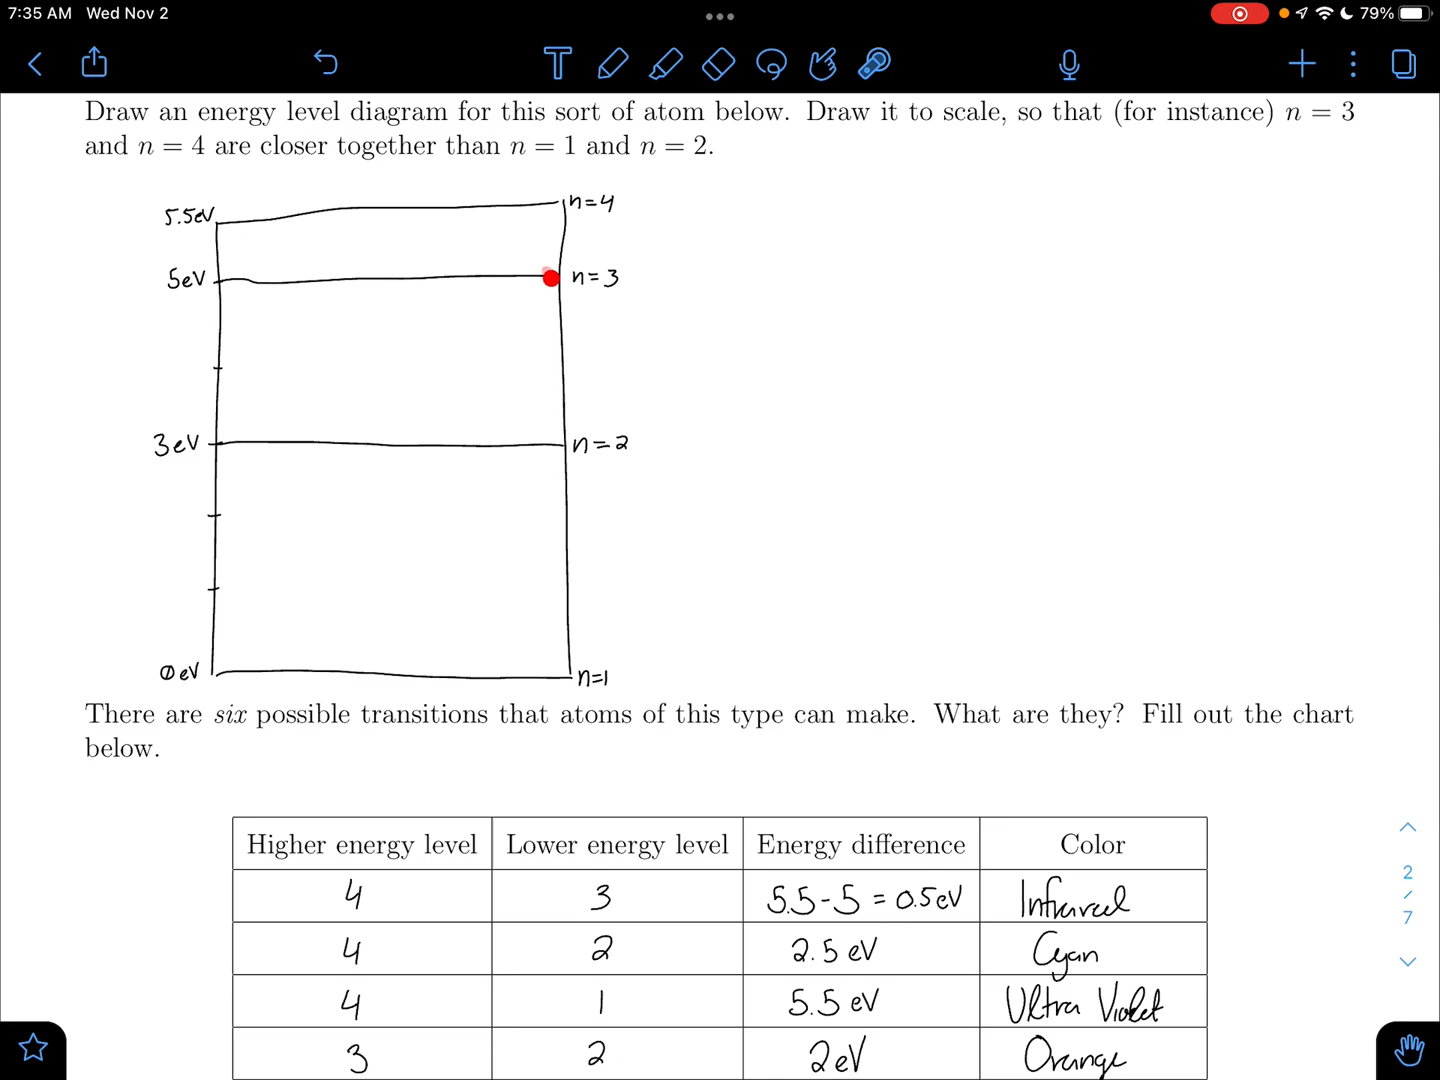 7:35 AM Wed Nov 2
79%
Draw an energy level diagram for this sort of atom below. Draw it to scale, so that (for instance) n = 3
and n = 4 are closer together than n = 1 and n = 2.
5.5eV n=4
5eV n=3
3eV n=2
0eV n=1
There are six possible transitions that atoms of this type can make. What are they? Fill out the chart
below.
Higher energy level Lower energy level Energy difference Color
4 3 5.5-5 = 0.5eV Infrared
4 2 2.5 eV Cyan
4 1 5.5 eV Ultra Violet
3 2 2eV Orange
2
/
7